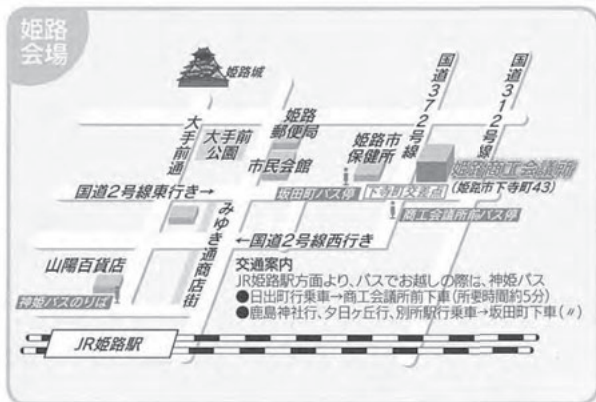 姫路
会場
姫路城
国道372号線
国道312号線
大手前通
大手前
公園
姫路
郵便局
市民会館
姫路市
保健所
姫路商工会議所
(姫路市下寺町43)
国道2号線東行き→
坂田町バス停
下寺町交差点
商工会議所前バス停
みゆき通商店街
←国道2号線西行き
山陽百貨店
神姫バスのりば
交通案内
JR姫路駅方面より、バスでお越しの際は、神姫バス
●日出町行乗車→商工会議所前下車(所要時間約5分)
●鹿島神社行、夕日ヶ丘行、別所駅行乗車→坂田町下車(〃)
JR姫路駅